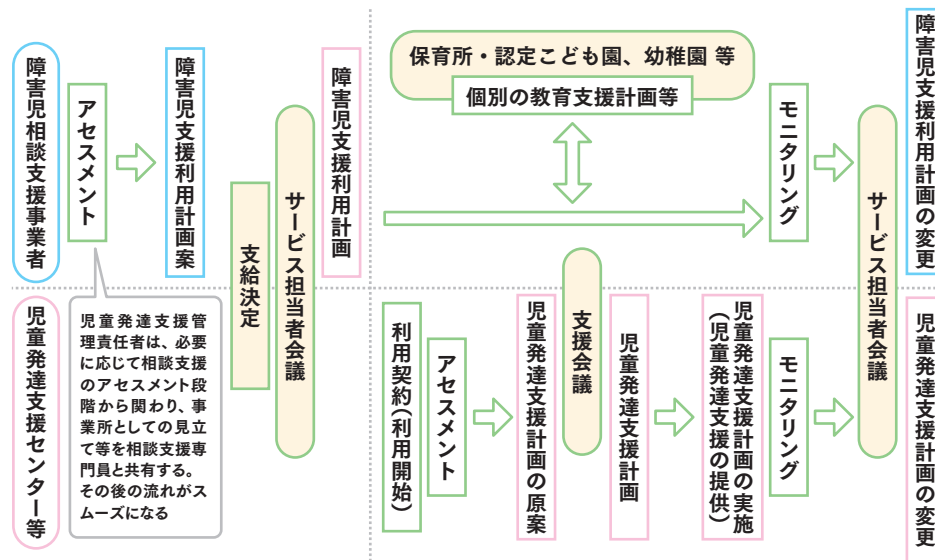 障害児相談支援事業者
アセスメント
障害児支援利用計画案
支給決定
サービス担当者会議
障害児支援利用計画
保育所・認定こども園、幼稚園 等
個別の教育支援計画等
モニタリング
サービス担当者会議
障害児支援利用計画の変更
児童発達支援センター等
児童発達支援管
理責任者は、必要
に応じて相談支援
のアセスメント段
階から関わり、事
業所としての見立
て等を相談支援専
門員と共有する。
その後の流れがス
ムーズになる
利用契約(利用開始)
アセスメント
児童発達支援計画の原案
支援会議
児童発達支援計画
児童発達支援計画の実施
(児童発達支援の提供)
モニタリング
児童発達支援計画の変更